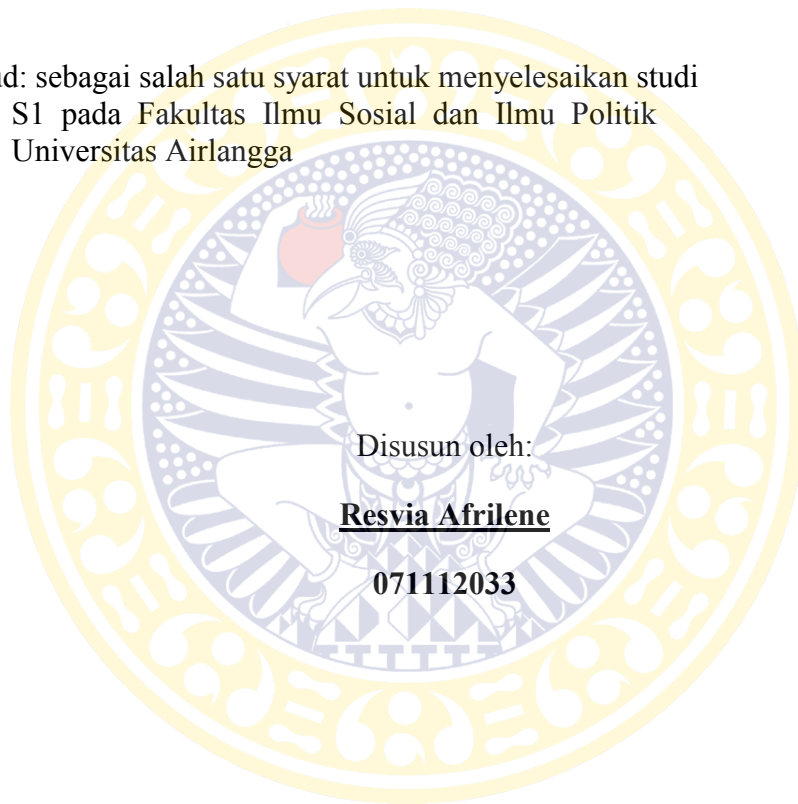 ud: sebagai salah satu syarat untuk menyelesaikan studi
S1 pada Fakultas Ilmu Sosial dan Ilmu Politik
Universitas Airlangga
Disusun oleh:
Resvia Afrilene
071112033